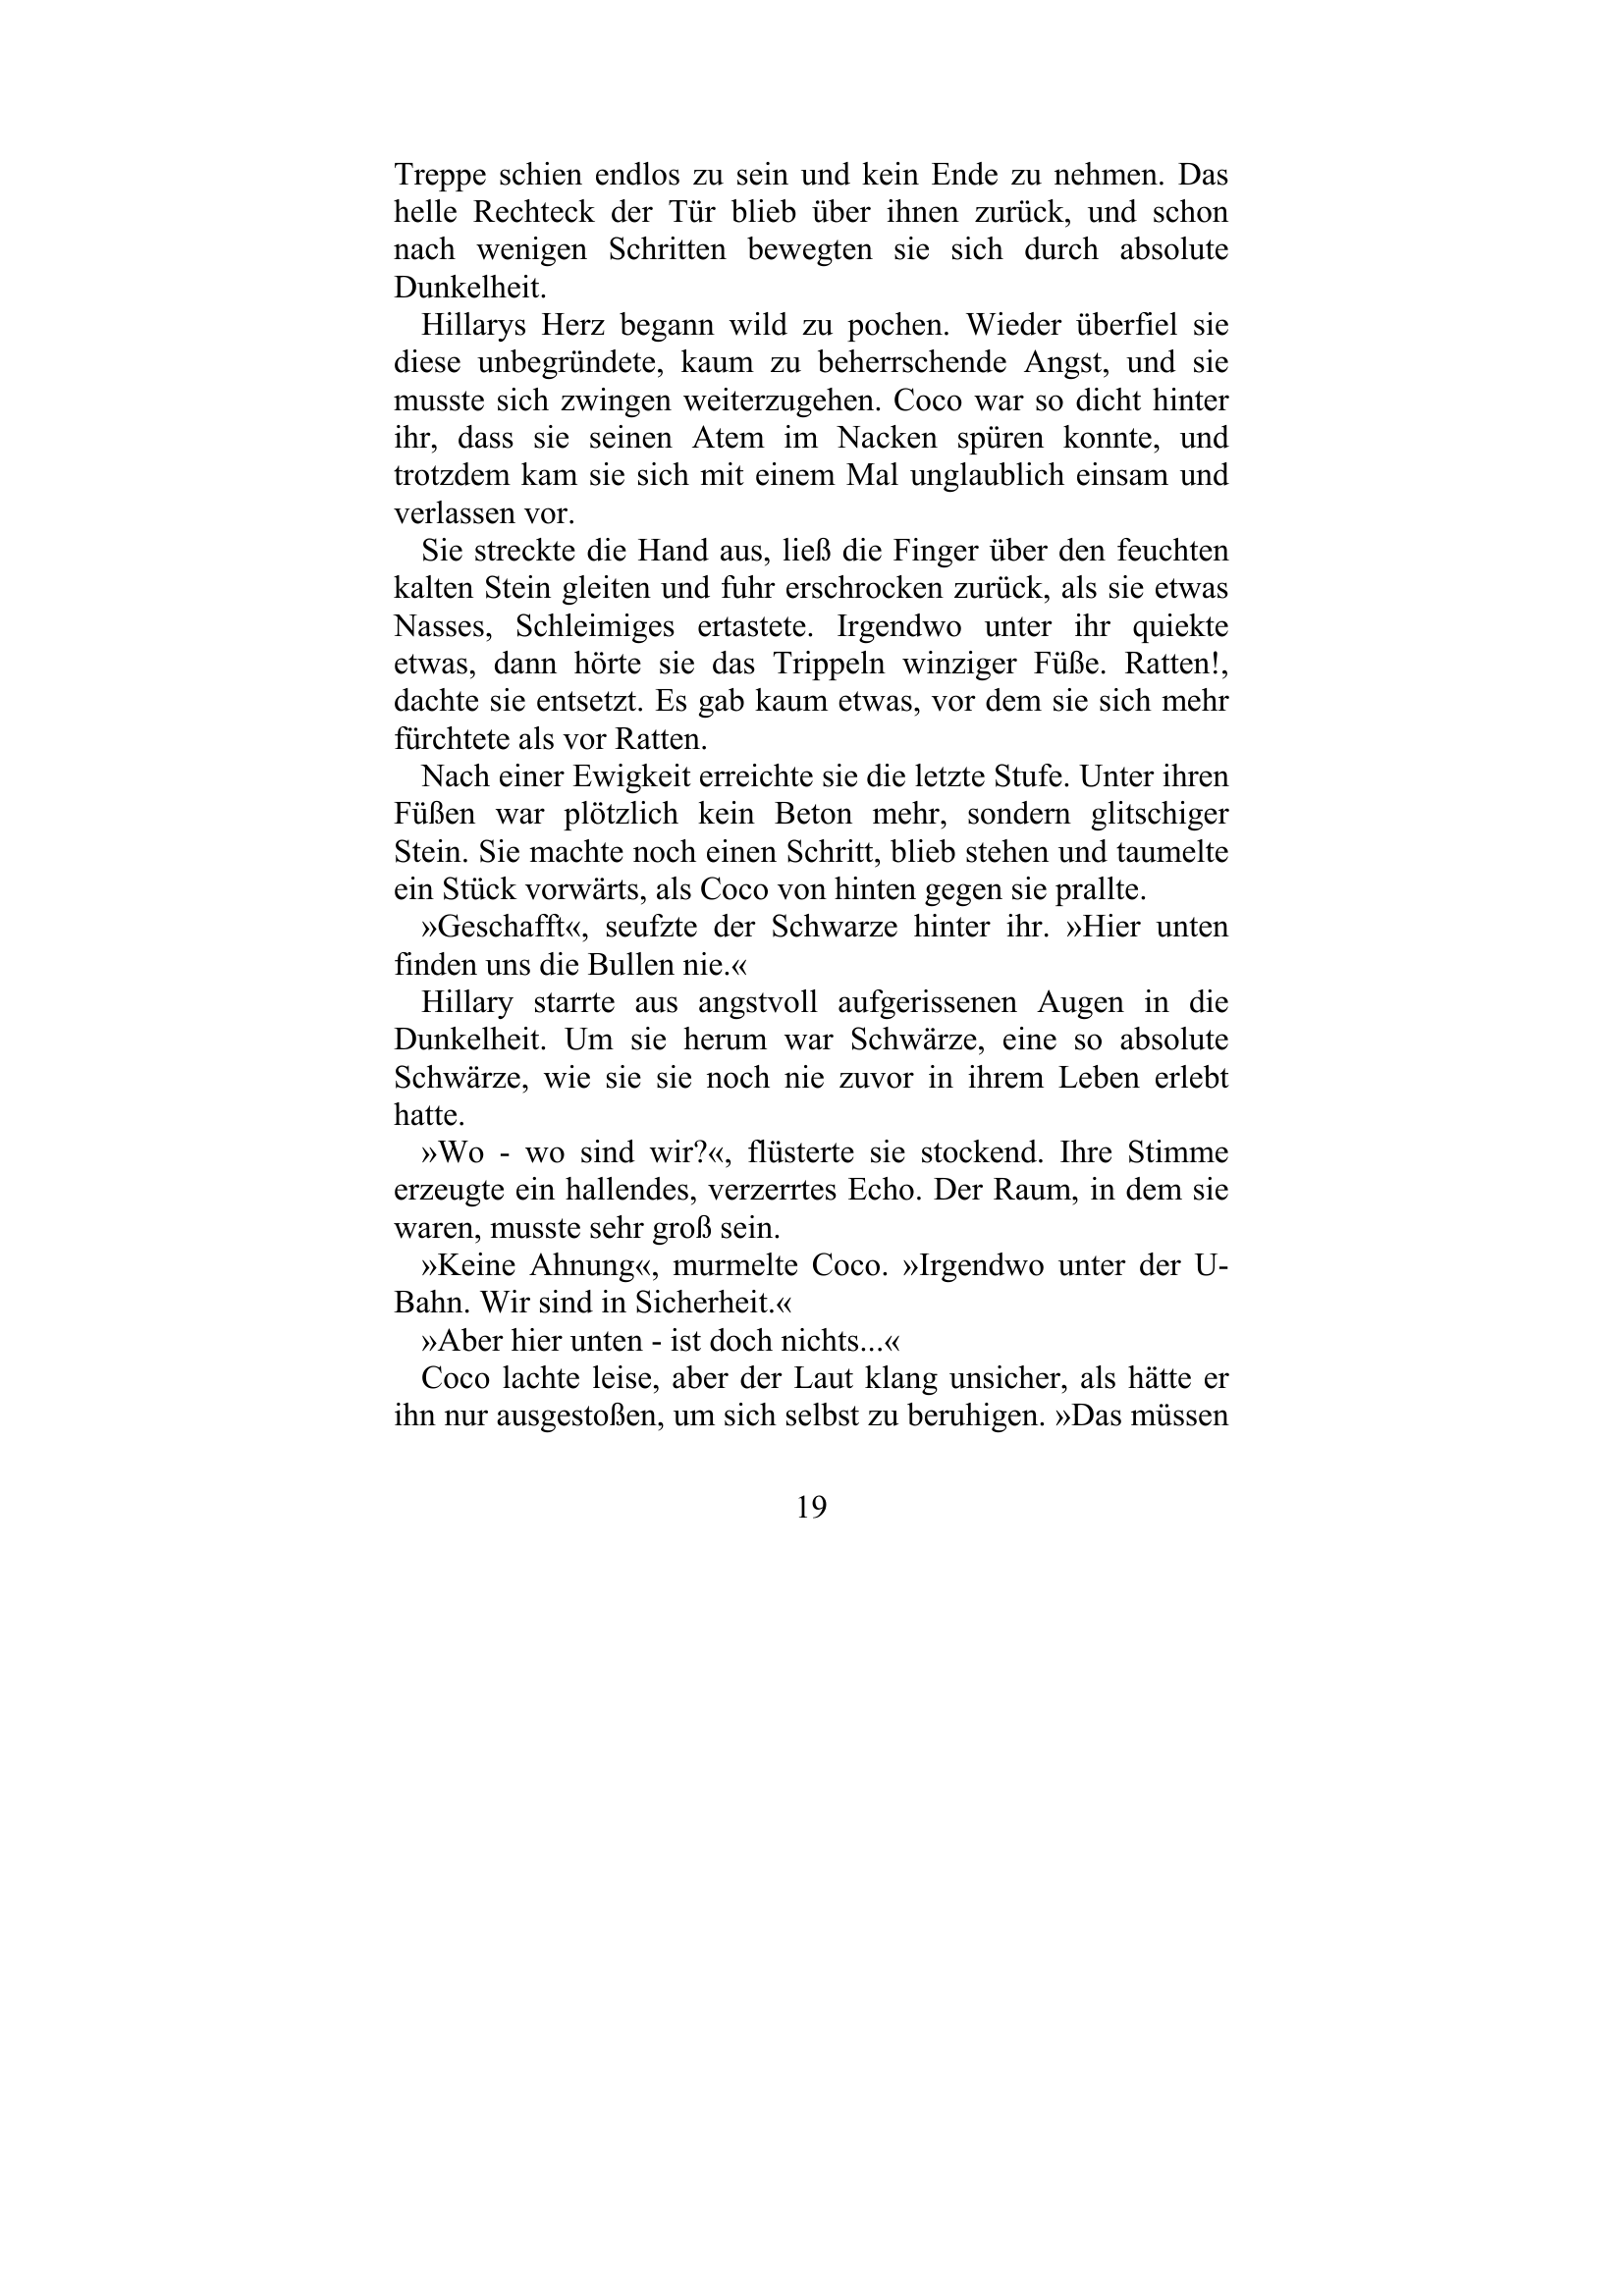 Treppe schien endlos zu sein und kein Ende zu nehmen. Das
helle Rechteck der Tür blieb über ihnen zurück, und schon
nach wenigen Schritten bewegten sie sich durch absolute
Dunkelheit.
Hillarys Herz begann wild zu pochen. Wieder überfiel sie
diese unbegründete, kaum zu beherrschende Angst, und sie
musste sich zwingen weiterzugehen. Coco war so dicht hinter
ihr, dass sie seinen Atem im Nacken spüren konnte, und
trotzdem kam sie sich mit einem Mal unglaublich einsam und
verlassen vor.
Sie streckte die Hand aus, ließ die Finger über den feuchten
kalten Stein gleiten und fuhr erschrocken zurück, als sie etwas
Nasses, Schleimiges ertastete. Irgendwo unter ihr quiekte
etwas, dann hörte sie das Trippeln winziger Füße. Ratten!,
dachte sie entsetzt. Es gab kaum etwas, vor dem sie sich mehr
fürchtete als vor Ratten.
Nach einer Ewigkeit erreichte sie die letzte Stufe. Unter ihren
Füßen war plötzlich kein Beton mehr, sondern glitschiger
Stein. Sie machte noch einen Schritt, blieb stehen und taumelte
ein Stück vorwärts, als Coco von hinten gegen sie prallte.
»Geschafft«, seufzte der Schwarze hinter ihr. »Hier unten
finden uns die Bullen nie.«
Hillary starrte aus angstvoll aufgerissenen Augen in die
Dunkelheit. Um sie herum war Schwärze, eine so absolute
Schwärze, wie sie sie noch nie zuvor in ihrem Leben erlebt
hatte.
»Wo - wo sind wir?«, flüsterte sie stockend. Ihre Stimme
erzeugte ein hallendes, verzerrtes Echo. Der Raum, in dem sie
waren, musste sehr groß sein.
»Keine Ahnung«, murmelte Coco. »Irgendwo unter der U-
Bahn. Wir sind in Sicherheit.«
»Aber hier unten - ist doch nichts...«
Coco lachte leise, aber der Laut klang unsicher, als hätte er
ihn nur ausgestoßen, um sich selbst zu beruhigen. »Das müssen
19